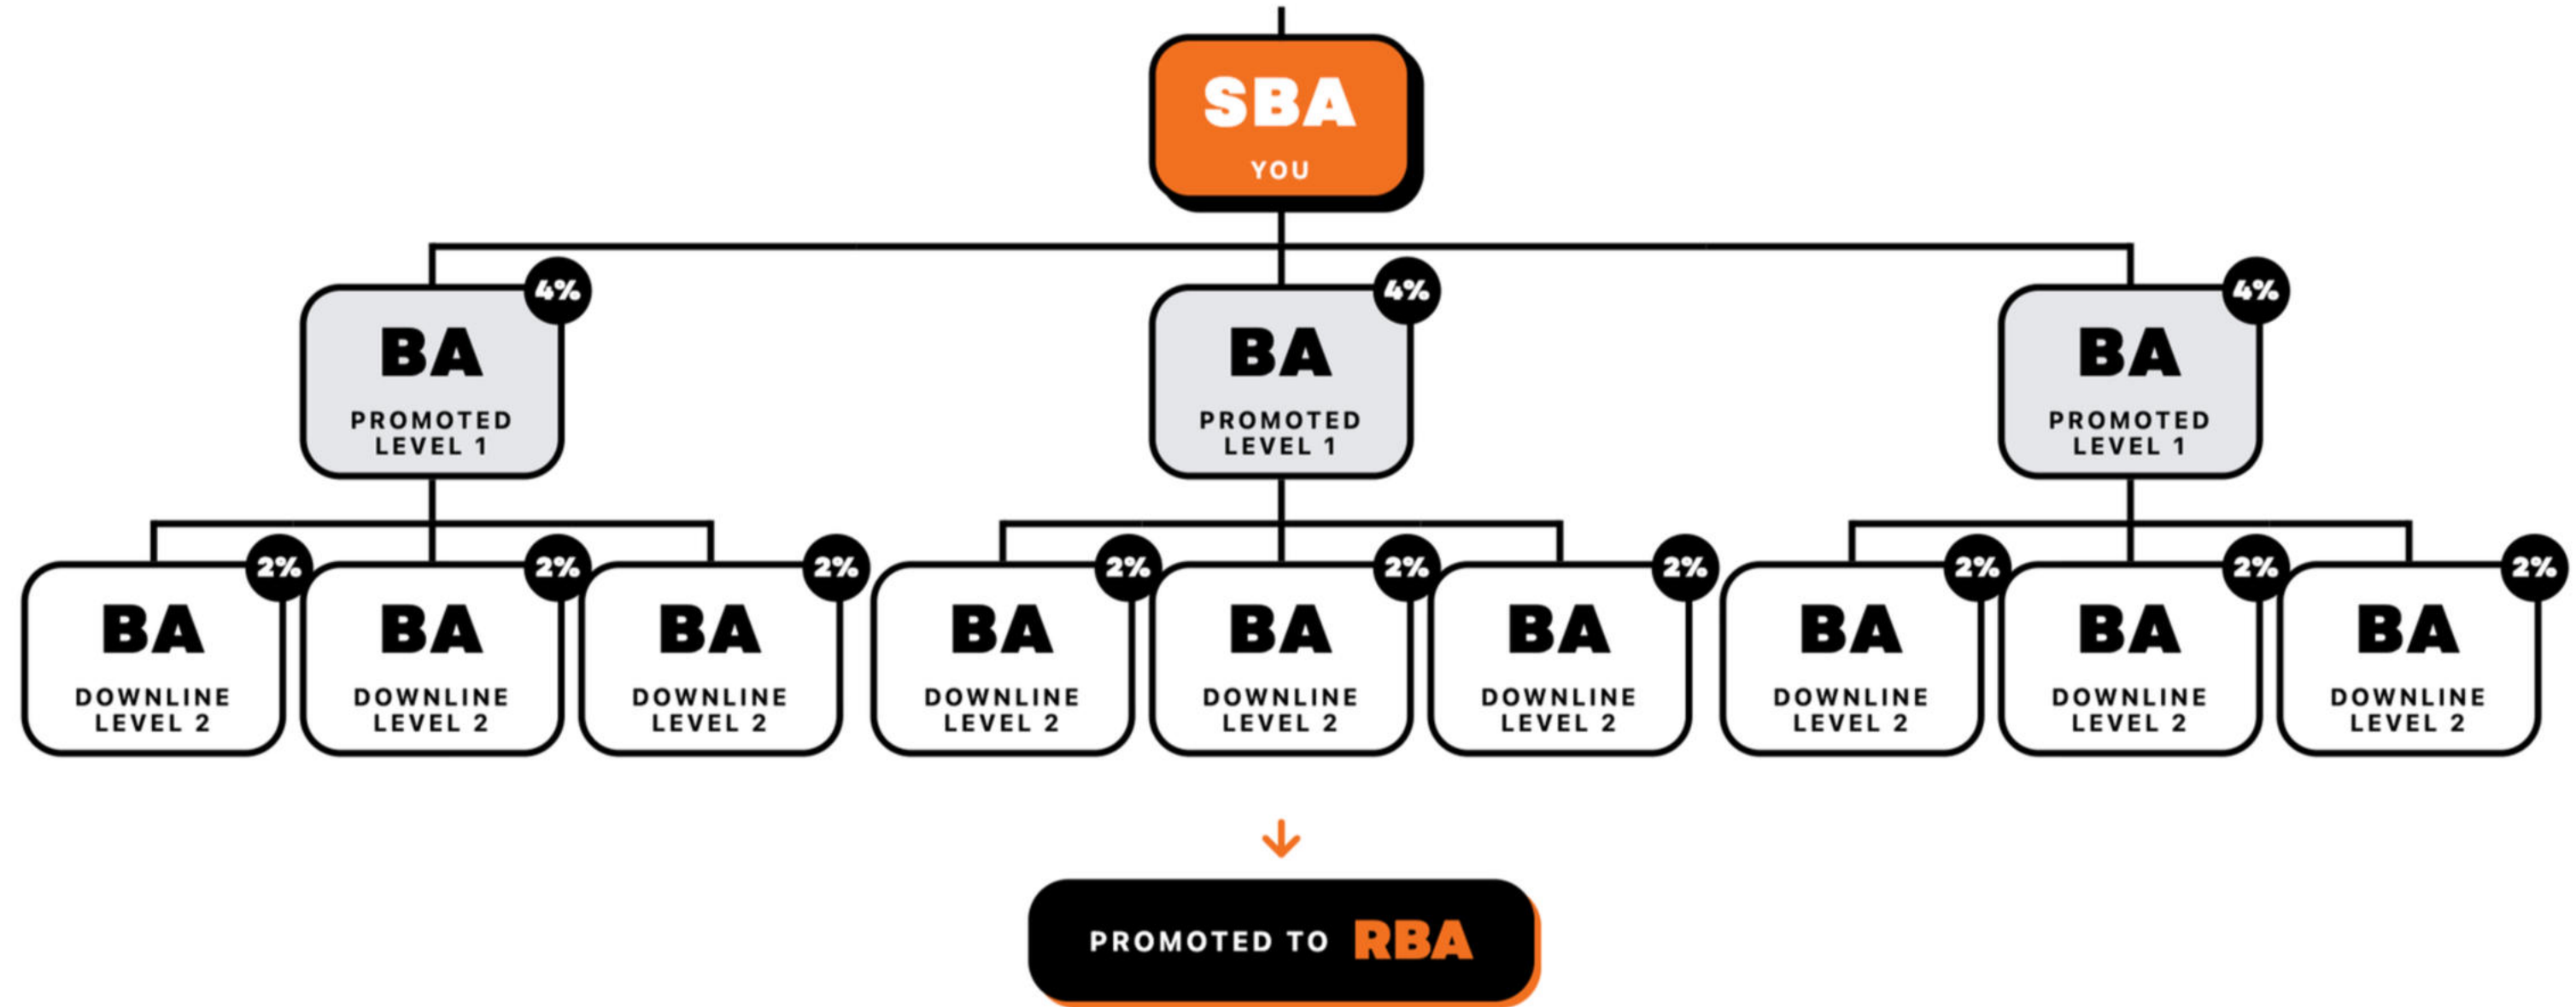 SBA
YOU
4%
4%
4%
BA
BA
BA
PROMOTED
LEVEL 1
PROMOTED
LEVEL 1
PROMOTED
LEVEL 1
2%
2%
2%
2%
2%
2%
2%
2%
2%
BA
BA
BA
BA
BA
BA
BA
BA
BA
DOWNLINE
LEVEL 2
DOWNLINE
LEVEL 2
DOWNLINE
LEVEL 2
DOWNLINE
LEVEL 2
DOWNLINE
LEVEL 2
DOWNLINE
LEVEL 2
DOWNLINE
LEVEL 2
DOWNLINE
LEVEL 2
DOWNLINE
LEVEL 2
PROMOTED TO RBA